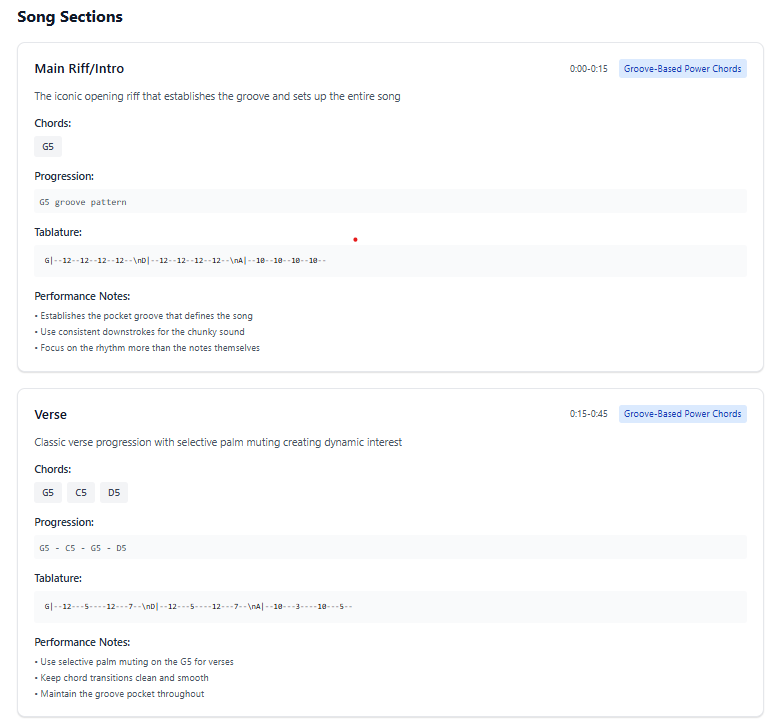 Song Sections
Main Riff/Intro
0:00-0:15
Groove-Based Power Chords
The iconic opening riff that establishes the groove and sets up the entire song
Chords:
G5
Progression:
G5 groove pattern
Tablature:
G|--12--12--12--12--\nD|--12--12--12--12--\nA|--10--10--10--10--
Performance Notes:
• Establishes the pocket groove that defines the song
• Use consistent downstrokes for the chunky sound
• Focus on the rhythm more than the notes themselves
Verse
0:15-0:45
Groove-Based Power Chords
Classic verse progression with selective palm muting creating dynamic interest
Chords:
G5 C5 D5
Progression:
G5 - C5 - G5 - D5
Tablature:
G|--12---5----12---7--\nD|--12---5----12---7--\nA|--10---3----10---5--
Performance Notes:
• Use selective palm muting on the G5 for verses
• Keep chord transitions clean and smooth
• Maintain the groove pocket throughout